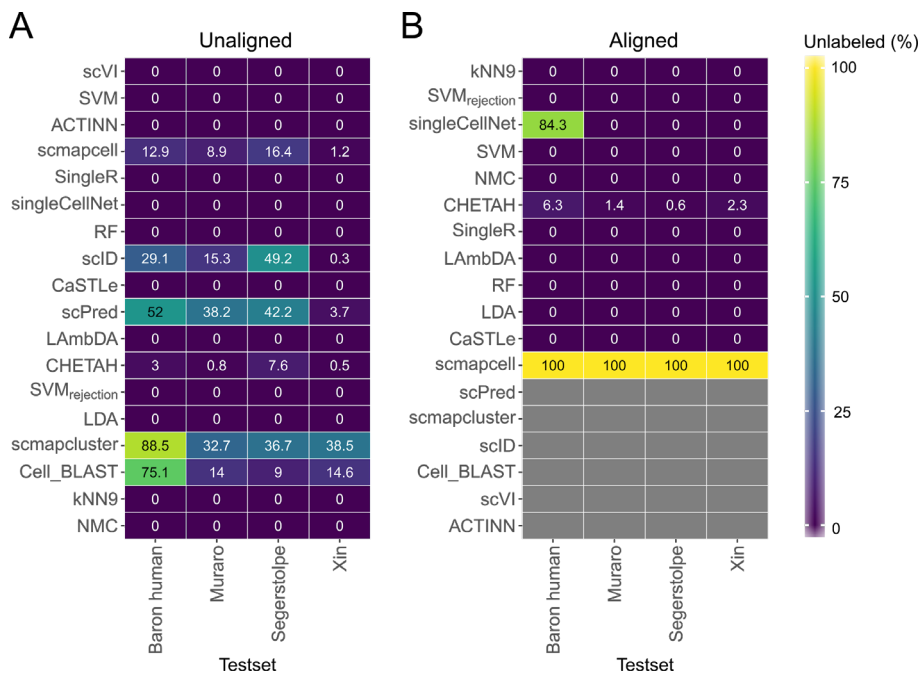 A
Unaligned
scVI 0 0 0 0
SVM 0 0 0 0
ACTINN 0 0 0 0
scmapcell 12.9 8.9 16.4 1.2
SingleR 0 0 0 0
singleCellNet 0 0 0 0
RF 0 0 0 0
scID 29.1 15.3 49.2 0.3
CaSTLe 0 0 0 0
scPred 52 38.2 42.2 3.7
LAmbDA 0 0 0 0
CHETAH 3 0.8 7.6 0.5
SVMrejection 0 0 0 0
LDA 0 0 0 0
scmapcluster 88.5 32.7 36.7 38.5
Cell_BLAST 75.1 14 9 14.6
kNN9 0 0 0 0
NMC 0 0 0 0
Baron human
Muraro
Segerstolpe
Xin
Testset
B
Aligned
kNN9 0 0 0 0
SVMrejection 0 0 0 0
singleCellNet 84.3 0 0 0
SVM 0 0 0 0
NMC 0 0 0 0
CHETAH 6.3 1.4 0.6 2.3
SingleR 0 0 0 0
LAmbDA 0 0 0 0
RF 0 0 0 0
LDA 0 0 0 0
CaSTLe 0 0 0 0
scmapcell 100 100 100 100
scPred
scmapcluster
scID
Cell_BLAST
scVI
ACTINN
Baron human
Muraro
Segerstolpe
Xin
Testset
Unlabeled (%)
100
75
50
25
0